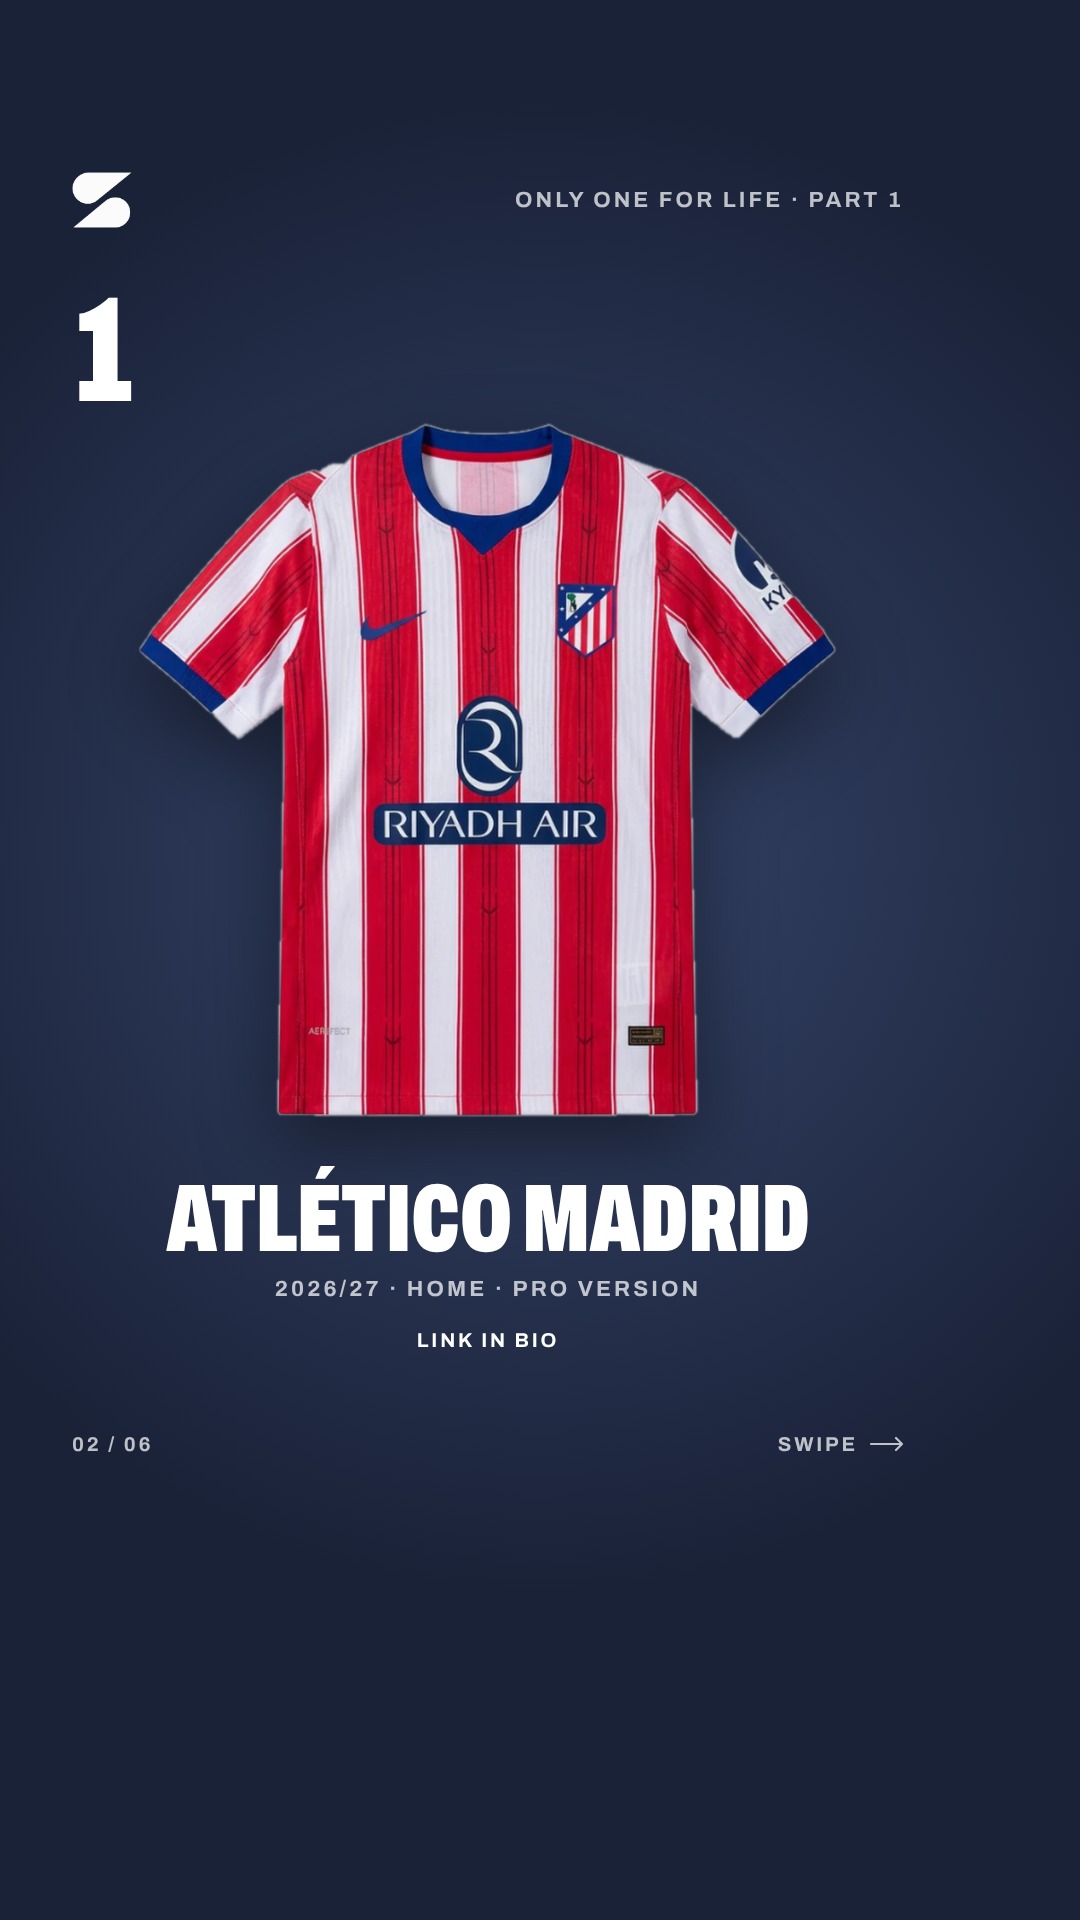 ONLY ONE FOR LIFE · PART 1
1
KY
RIYADH AIR
ATLÉTICO MADRID
2026/27 · HOME · PRO VERSION
LINK IN BIO
02 / 06
SWIPE